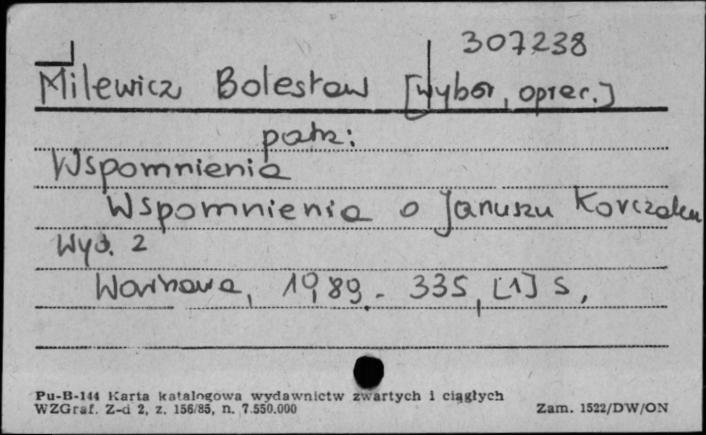 307238
Milewicz Bolesław [wybór, oprac.]
patrz:
Wspomnienia
Wspomnienia o Januszu Korczaku
Wyd. 2
Warszawa, 1989. 335, [1] s,
Pu-B-144 Karta katalogowa wydawnictw zwartych i ciągłych
WZGraf. Z-d 2, z. 156/85, n. 7.550.000
Zam. 1522/DW/ON